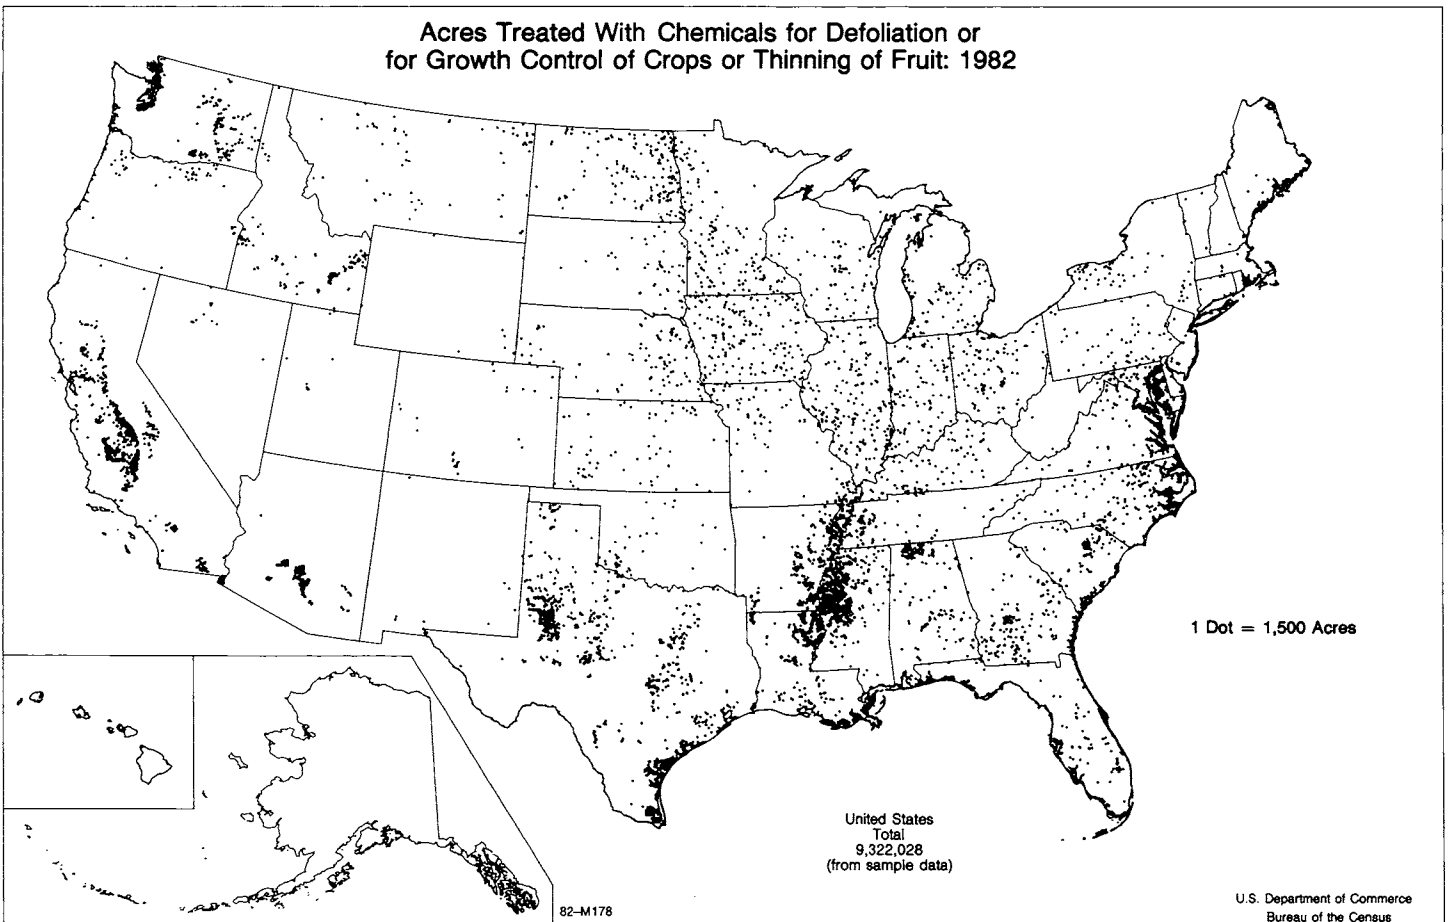 Acres Treated With Chemicals for Defoliation or
for Growth Control of Crops or Thinning of Fruit: 1982
1 Dot = 1,500 Acres
United States
Total
9,322,028
(from sample data)
82–M178
U.S. Department of Commerce
Bureau of the Census